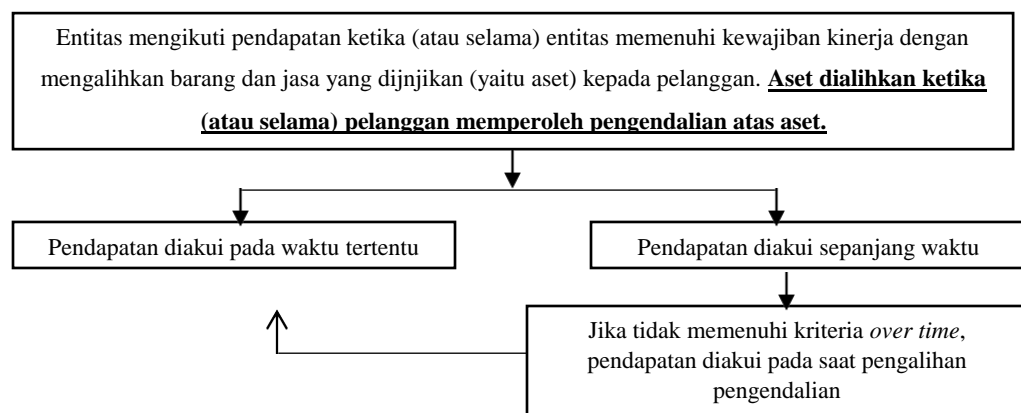 Entitas mengikuti pendapatan ketika (atau selama) entitas memenuhi kewajiban kinerja dengan
mengalihkan barang dan jasa yang dijnjikan (yaitu aset) kepada pelanggan. Aset dialihkan ketika
(atau selama) pelanggan memperoleh pengendalian atas aset.
Pendapatan diakui pada waktu tertentu
Pendapatan diakui sepanjang waktu
Jika tidak memenuhi kriteria over time,
pendapatan diakui pada saat pengalihan
pengendalian